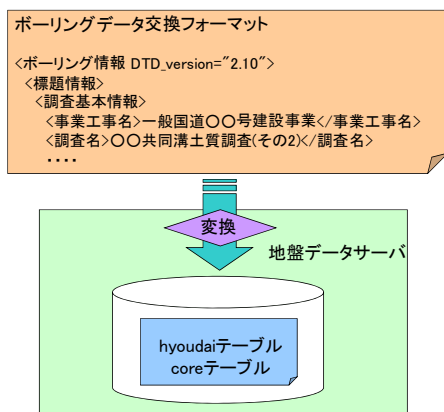 ボーリングデータ交換フォーマット
<ボーリング情報 DTD_version="2.10">
<標題情報>
<調査基本情報>
<事業工事名>一般国道〇〇号建設事業</事業工事名>
<調査名>〇〇共同溝土質調査(その2)</調査名>
・・・・
変換
地盤データサーバ
hyoudaiテーブル
coreテーブル